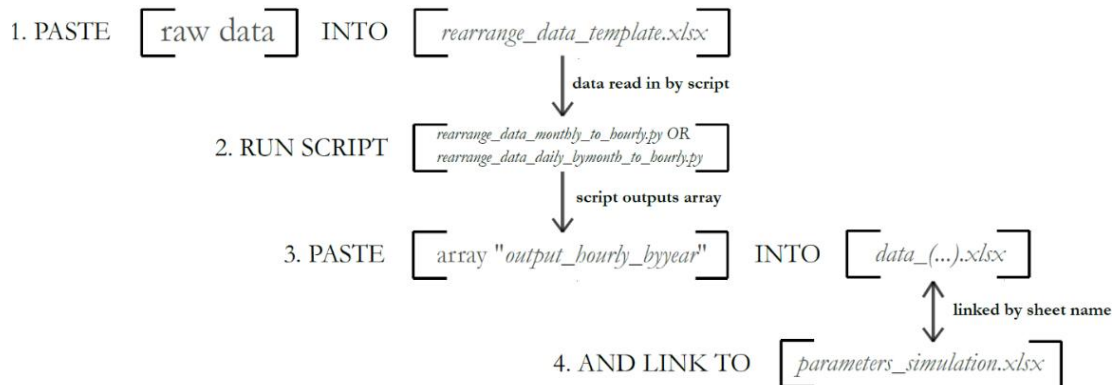 1. PASTE raw data INTO rearrange_data_template.xlsx
data read in by script
rearrange_data_monthly_to_hourly.py OR
2. RUN SCRIPT
rearrange_data_daily_bymonth_to_hourly.py
script outputs array
3. PASTE array "output_hourly_byyear" INTO data_(...).xlsx
linked by sheet name
4. AND LINK TO parameters_simulation.xlsx